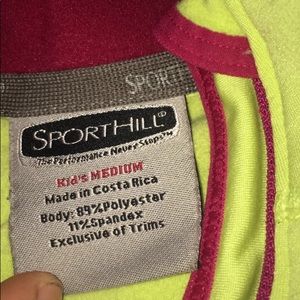 SPORT
SPORTHILL®
The Performance Never Stops™
Kid's MEDIUM
Made in Costa Rica
Body: 89%Polyester
11%Spandex
Exclusive of Trims